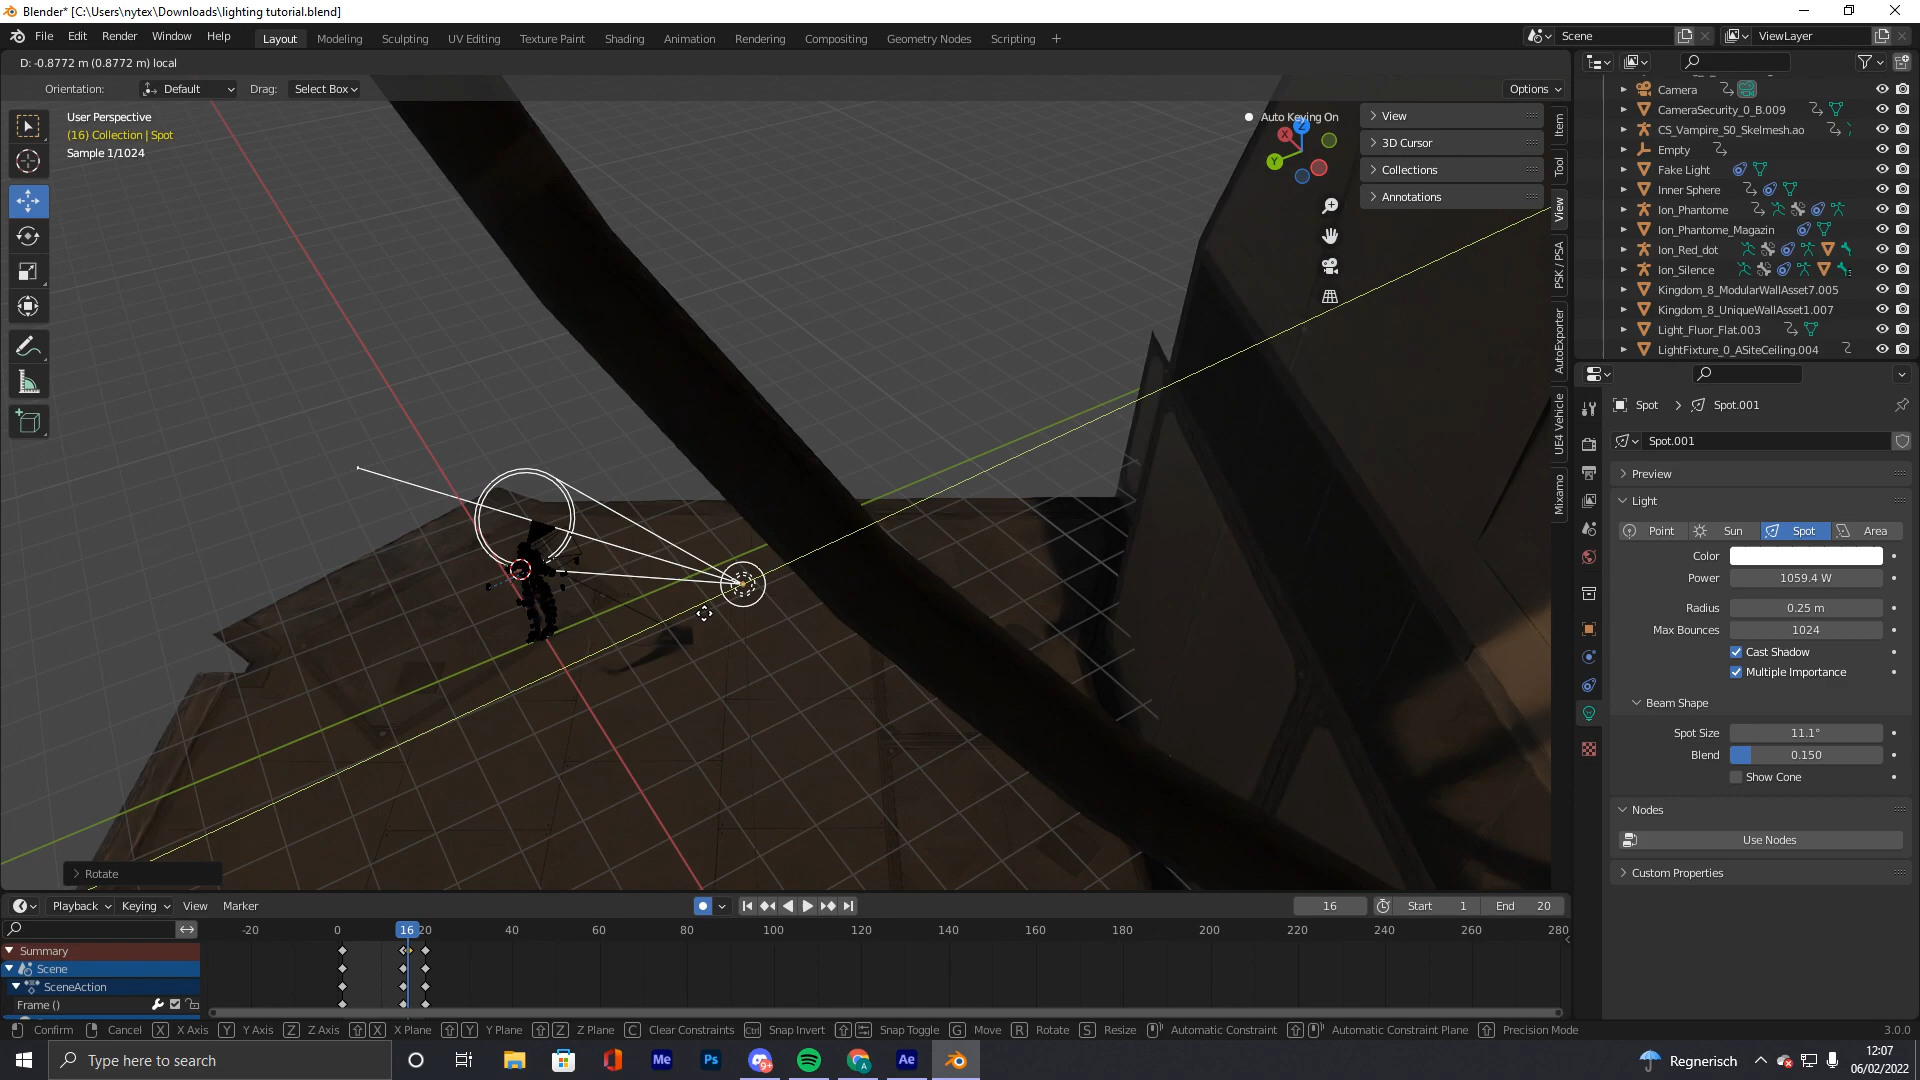 Blender* [C:\Users\nytex\Downloads\lighting tutorial.blend]
File Edit Render Window Help
Layout Modeling Sculpting UV Editing Texture Paint Shading Animation Rendering Compositing Geometry Nodes Scripting +
Scene
ViewLayer
D: -0.8772 m (0.8772 m) local
Orientation: Default Drag: Select Box
Options
User Perspective
(16) Collection | Spot
Sample 1/1024
Auto Keying On
X
Y
Z
View
3D Cursor
Collections
Annotations
Item
Tool
View
PSK / PSA
AutoExporter
UE4 Vehicle
Mixamo
Camera
CameraSecurity_0_B.009
CS_Vampire_S0_Skelmesh.ao
Empty
Fake Light
Inner Sphere
Ion_Phantome
Ion_Phantome_Magazin
Ion_Red_dot
Ion_Silence
Kingdom_8_ModularWallAsset7.005
Kingdom_8_UniqueWallAsset1.007
Light_Fluor_Flat.003
LightFixture_0_ASiteCeiling.004
Spot > Spot.001
Spot.001
Preview
Light
Point Sun Spot Area
Color
Power 1059.4 W
Radius 0.25 m
Max Bounces 1024
Cast Shadow
Multiple Importance
Beam Shape
Spot Size 11.1°
Blend 0.150
Show Cone
Nodes
Use Nodes
Custom Properties
Rotate
Playback Keying View Marker
16 Start 1 End 20
-20 0 16 20 40 60 80 100 120 140 160 180 200 220 240 260 280
Summary
Scene
SceneAction
Frame ()
Confirm Cancel X X Axis Y Y Axis Z Z Axis X X Plane Y Y Plane Z Z Plane C Clear Constraints Ctrl Snap Invert Snap Toggle G Move R Rotate S Resize Automatic Constraint Automatic Constraint Plane Precision Mode 3.0.0
Type here to search
Me Ps 9+ A Ae
Regnerisch
12:07
06/02/2022